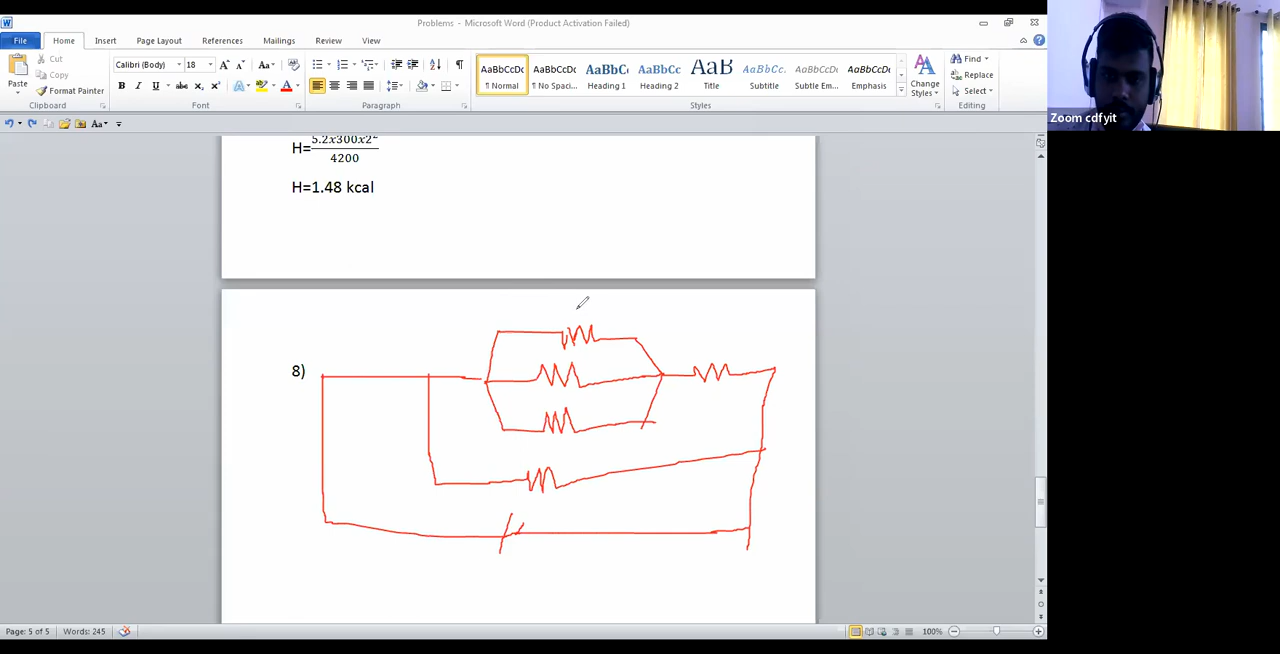 Problems - Microsoft Word (Product Activation Failed)
File Home Insert Page Layout References Mailings Review View
Paste
Cut
Copy
Format Painter
Clipboard
Calibri (Body) 18
Font
Paragraph
AaBbCcDc AaBbCcDc AaBbCc AaBbCc AaB AaBbCc. AaBbCcDc AaBbCcDc
¶ Normal ¶ No Spaci... Heading 1 Heading 2 Title Subtitle Subtle Em... Emphasis
Change Styles
Styles
Find
Replace
Select
Editing
Zoom cdfyit
H=5.2x300x2²/4200
H=1.48 kcal
8)
Page: 5 of 5 Words: 245 100%